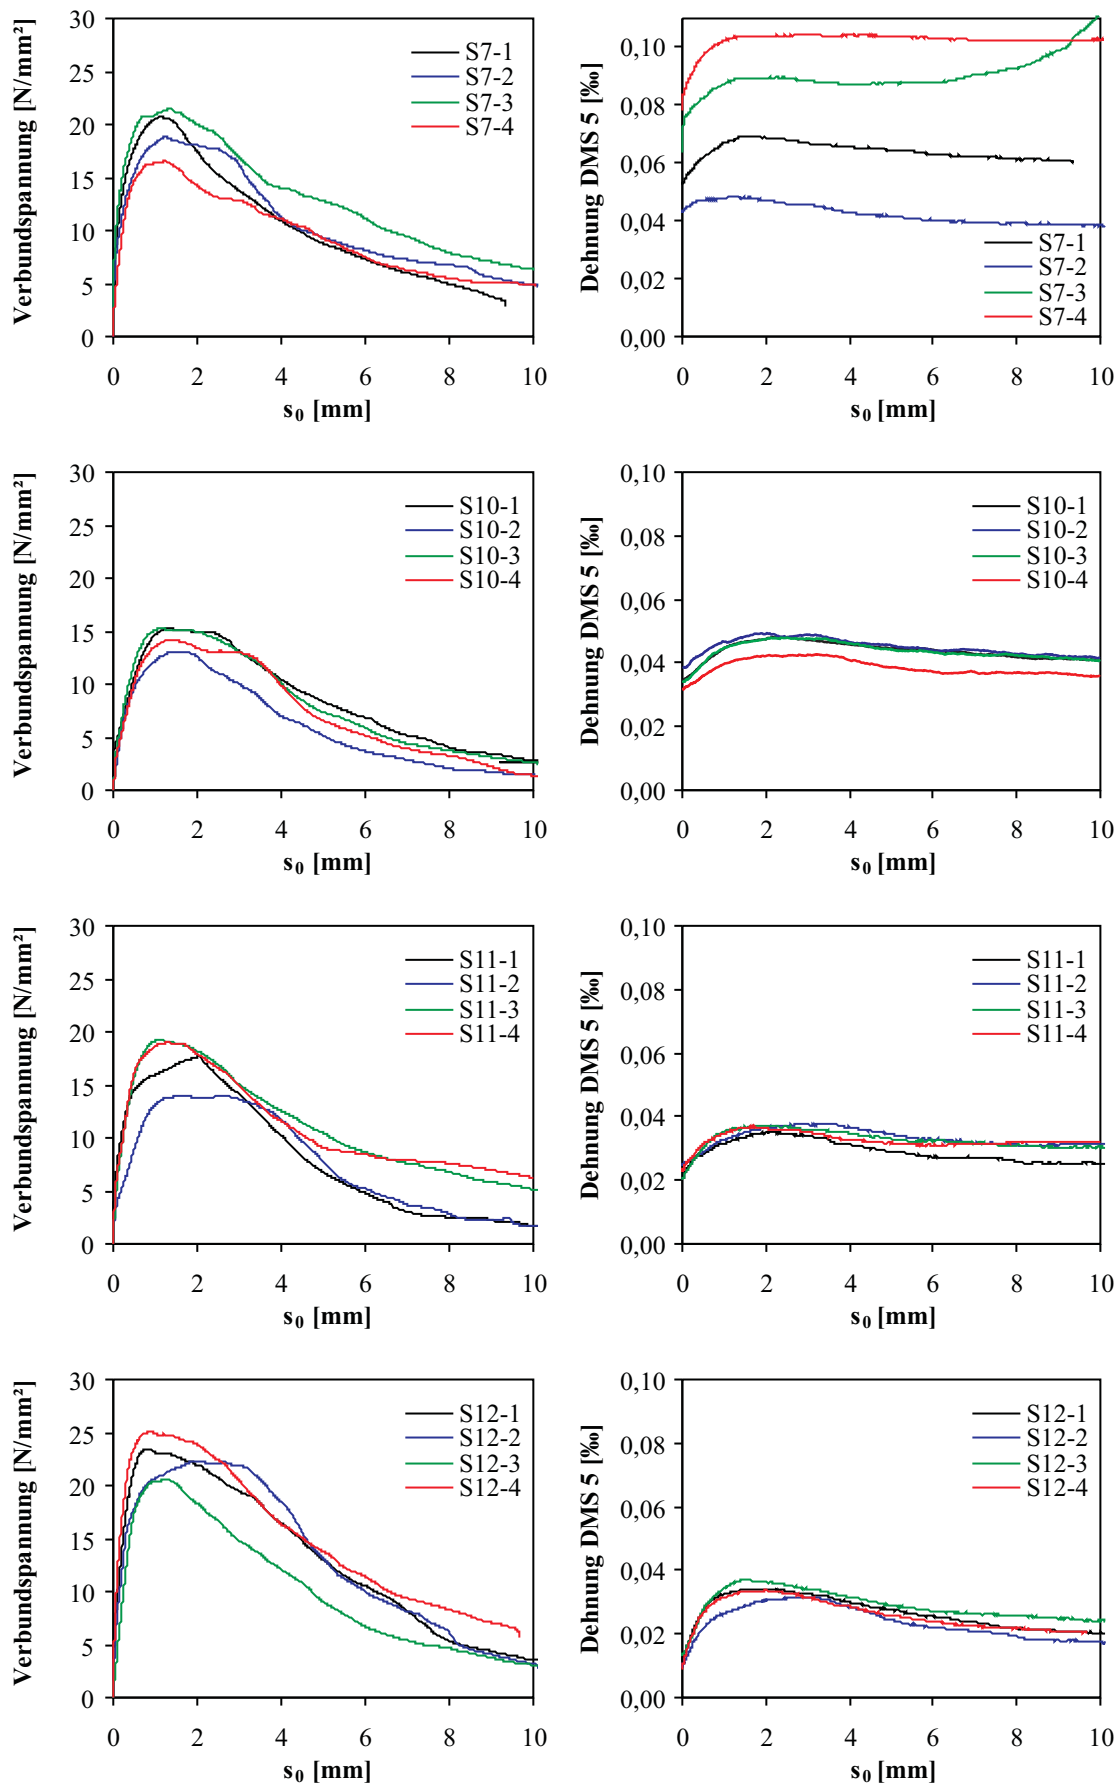 Verbundspannung [N/mm²]
30
25
20
15
10
5
0
S7-1
S7-2
S7-3
S7-4
0 2 4 6 8 10
s₀ [mm]
Dehnung DMS 5 [‰]
0,10
0,08
0,06
0,04
0,02
0,00
S7-1
S7-2
S7-3
S7-4
0 2 4 6 8 10
s₀ [mm]
Verbundspannung [N/mm²]
30
25
20
15
10
5
0
S10-1
S10-2
S10-3
S10-4
0 2 4 6 8 10
s₀ [mm]
Dehnung DMS 5 [‰]
0,10
0,08
0,06
0,04
0,02
0,00
S10-1
S10-2
S10-3
S10-4
0 2 4 6 8 10
s₀ [mm]
Verbundspannung [N/mm²]
30
25
20
15
10
5
0
S11-1
S11-2
S11-3
S11-4
0 2 4 6 8 10
s₀ [mm]
Dehnung DMS 5 [‰]
0,10
0,08
0,06
0,04
0,02
0,00
S11-1
S11-2
S11-3
S11-4
0 2 4 6 8 10
s₀ [mm]
Verbundspannung [N/mm²]
30
25
20
15
10
5
0
S12-1
S12-2
S12-3
S12-4
0 2 4 6 8 10
s₀ [mm]
Dehnung DMS 5 [‰]
0,10
0,08
0,06
0,04
0,02
0,00
S12-1
S12-2
S12-3
S12-4
0 2 4 6 8 10
s₀ [mm]